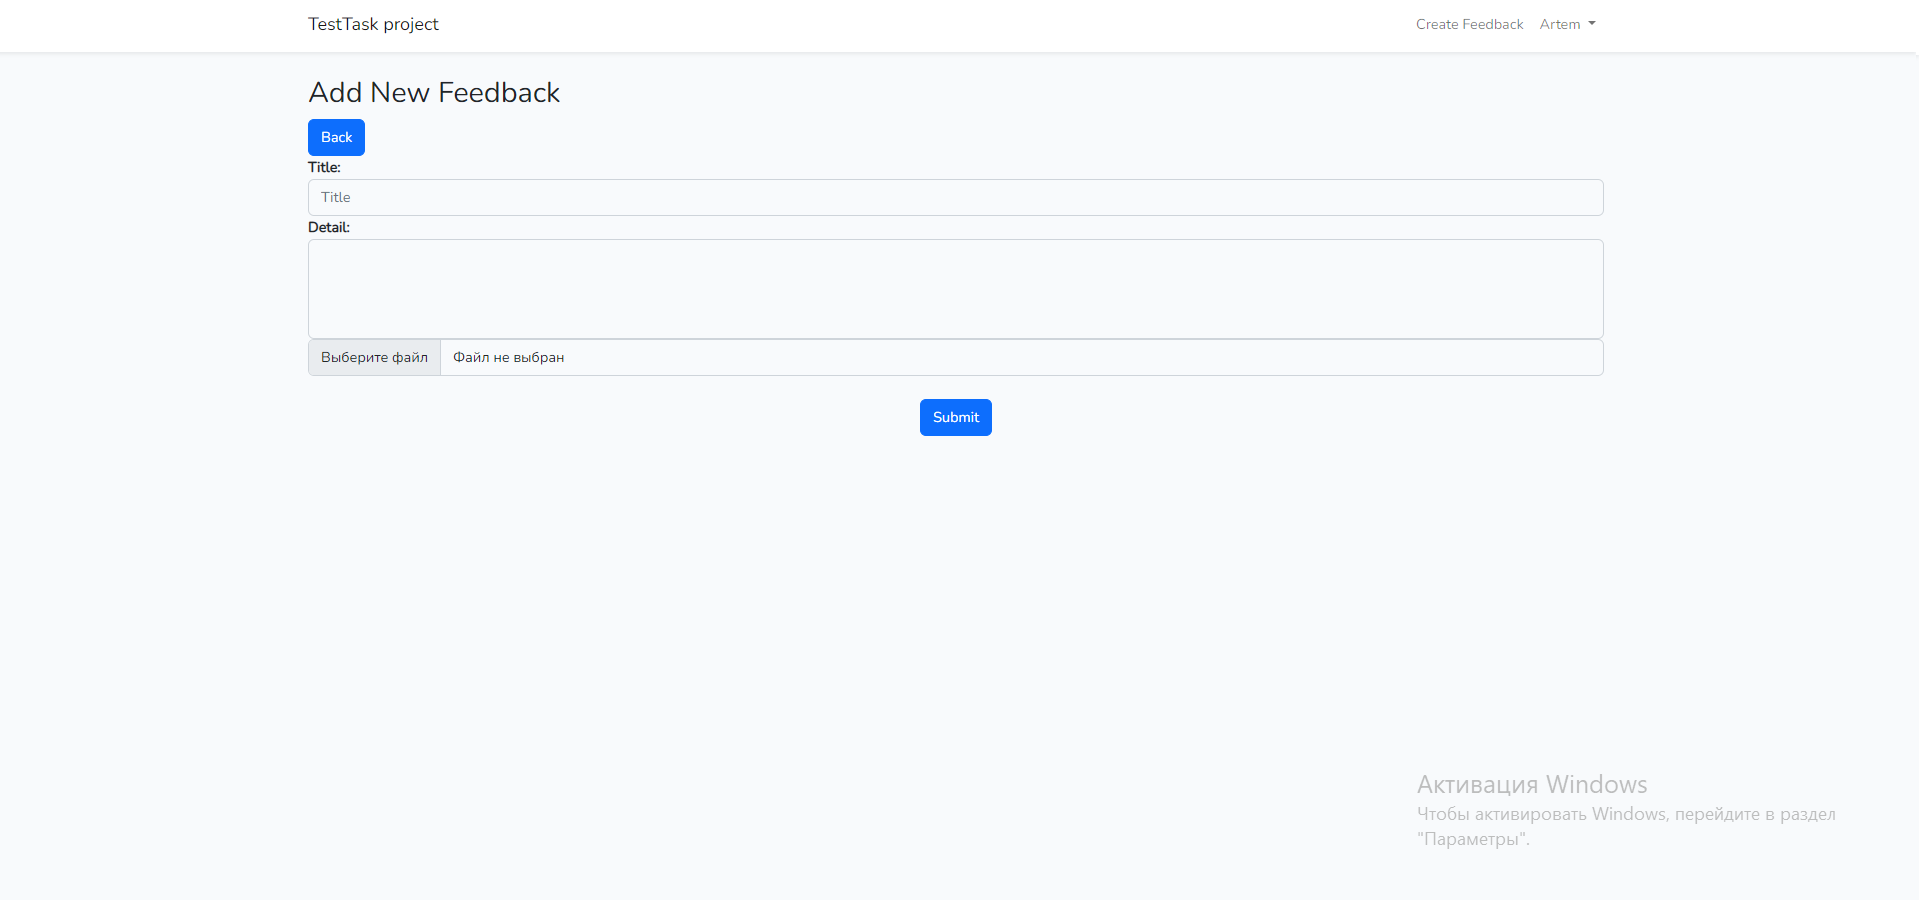 TestTask project
Create Feedback
Artem
Add New Feedback
Back
Title:
Title
Detail:
Выберите файл
Файл не выбран
Submit
Активация Windows
Чтобы активировать Windows, перейдите в раздел
"Параметры".